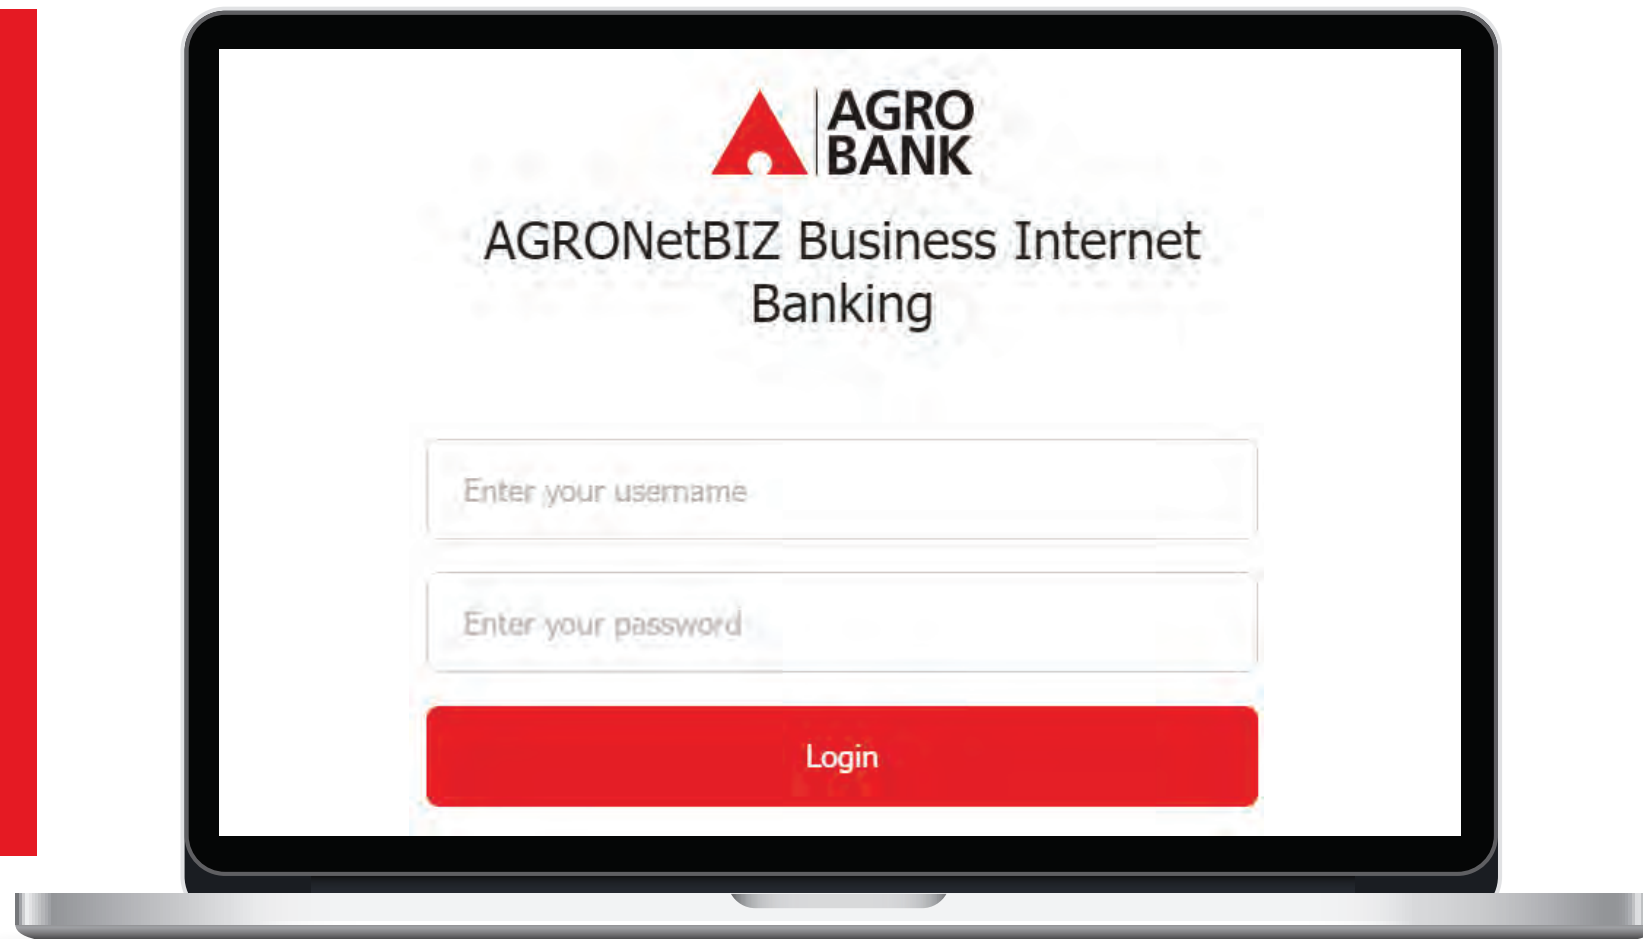 AGRO
BANK
AGRONetBIZ Business Internet
Banking
Enter your username
Enter your password
Login